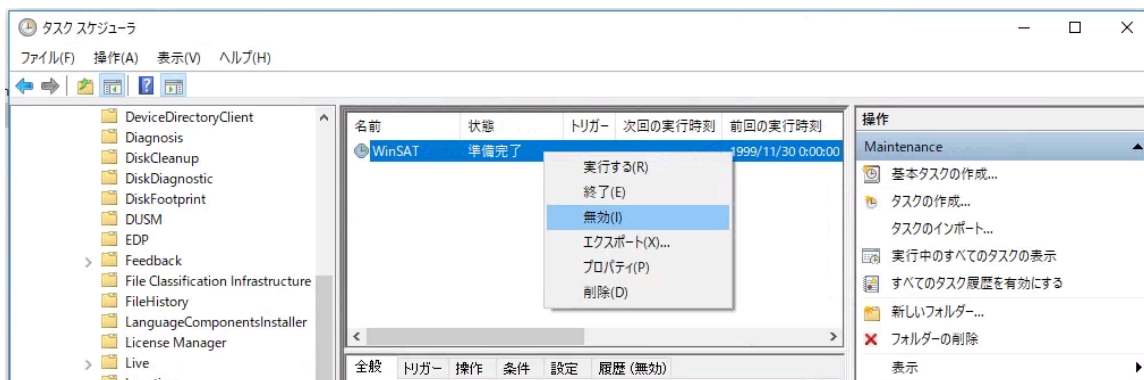 タスク スケジューラ
ファイル(F) 操作(A) 表示(V) ヘルプ(H)
DeviceDirectoryClient
Diagnosis
DiskCleanup
DiskDiagnostic
DiskFootprint
DUSM
EDP
Feedback
File Classification Infrastructure
FileHistory
LanguageComponentsInstaller
License Manager
Live
名前 状態 トリガー 次回の実行時刻 前回の実行時刻
WinSAT 準備完了 1999/11/30 0:00:00
実行する(R)
終了(E)
無効(I)
エクスポート(X)...
プロパティ(P)
削除(D)
全般 トリガー 操作 条件 設定 履歴 (無効)
操作
Maintenance
基本タスクの作成...
タスクの作成...
タスクのインポート...
実行中のすべてのタスクの表示
すべてのタスク履歴を有効にする
新しいフォルダー...
フォルダーの削除
表示